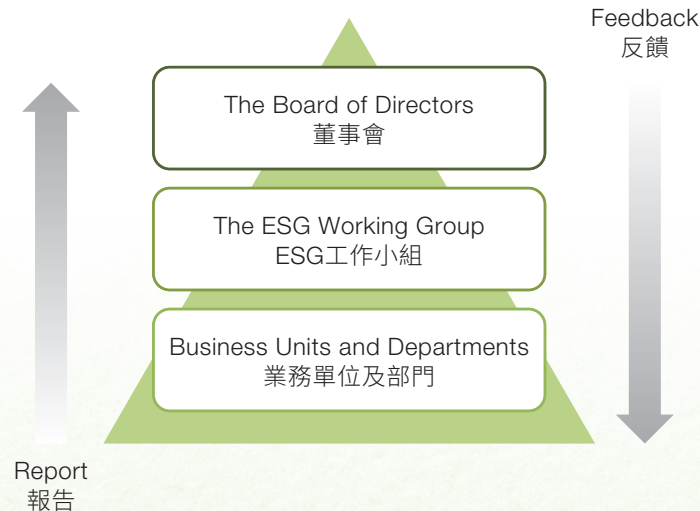 Feedback
反饋
The Board of Directors
董事會
The ESG Working Group
ESG工作小組
Business Units and Departments
業務單位及部門
Report
報告